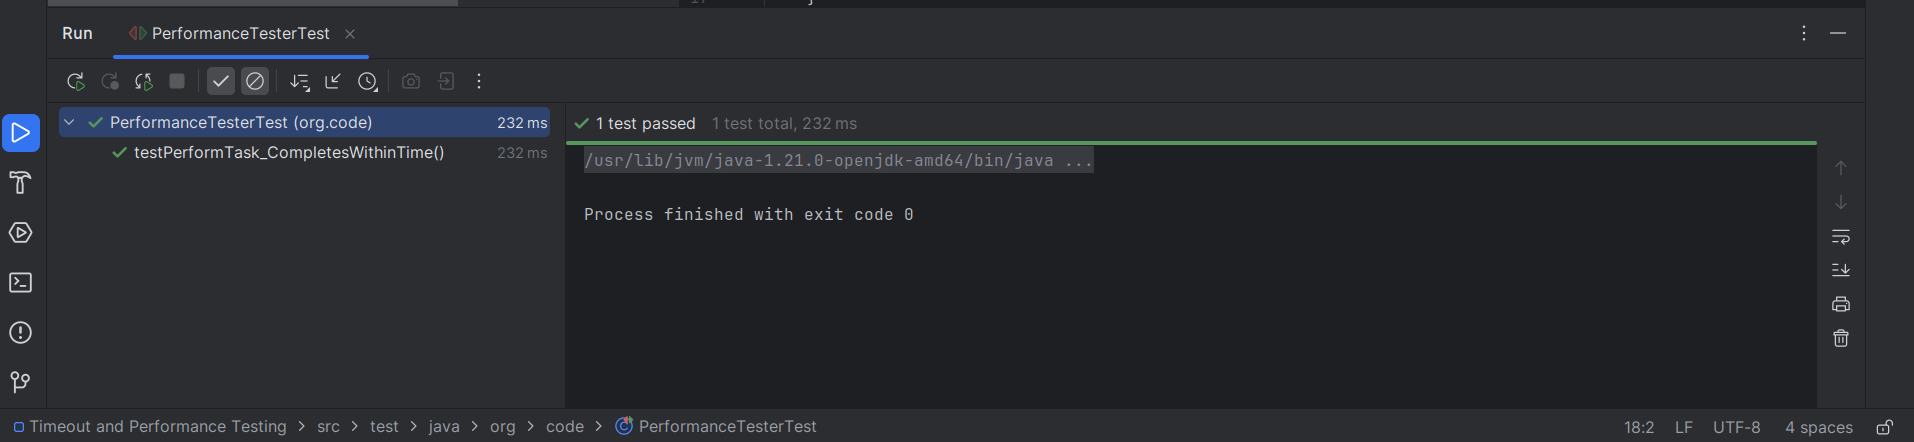 Run PerformanceTesterTest
PerformanceTesterTest (org.code) 232 ms
testPerformTask_CompletesWithinTime() 232 ms
1 test passed 1 test total, 232 ms
/usr/lib/jvm/java-1.21.0-openjdk-amd64/bin/java ...
Process finished with exit code 0
Timeout and Performance Testing > src > test > java > org > code > PerformanceTesterTest 18:2 LF UTF-8 4 spaces